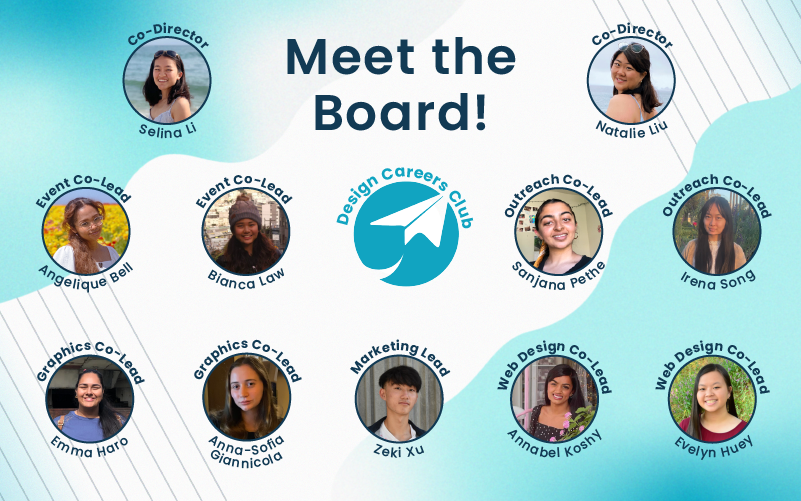 Meet the
Board!
Co-Director
Selina Li
Co-Director
Natalie Liu
Event Co-Lead
Angelique Bell
Event Co-Lead
Bianca Law
Design Careers Club
Outreach Co-Lead
Sanjana Pethe
Outreach Co-Lead
Irena Song
Graphics Co-Lead
Emma Haro
Graphics Co-Lead
Anna-Sofia
Giannicola
Marketing Lead
Zeki Xu
Web Design Co-Lead
Annabel Koshy
Web Design Co-Lead
Evelyn Huey